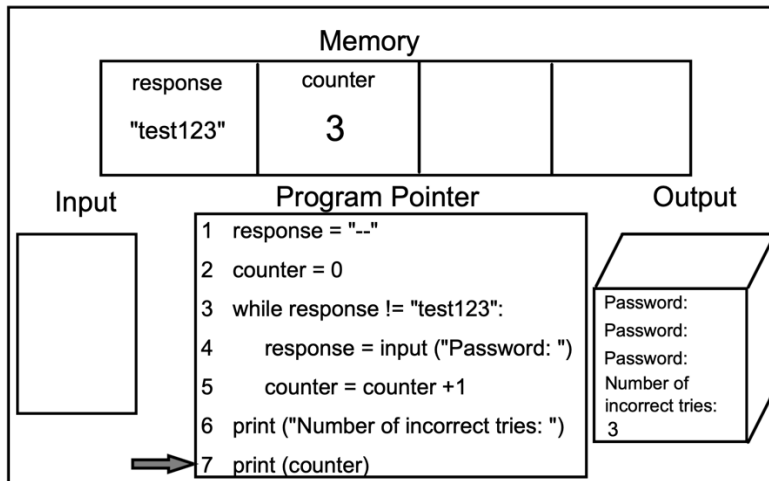 Memory
response counter
"test123" 3
Input Program Pointer Output
1 response = "--"
2 counter = 0
3 while response != "test123":
4 response = input ("Password: ")
5 counter = counter +1
6 print ("Number of incorrect tries: ")
7 print (counter)
Password:
Password:
Password:
Number of
incorrect tries:
3